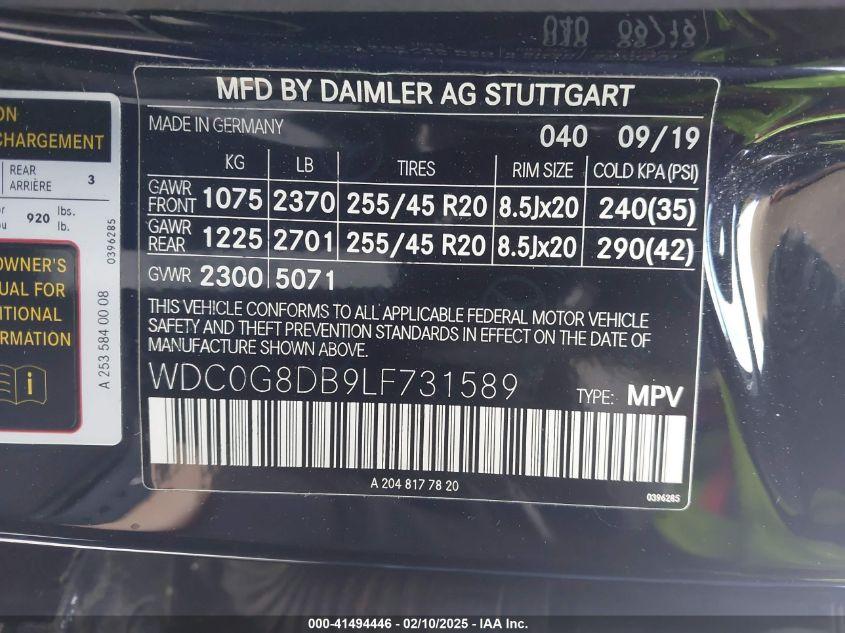 MFD BY DAIMLER AG STUTTGART
MADE IN GERMANY 040 09/19
KG LB TIRES RIM SIZE COLD KPA (PSI)
GAWR FRONT 1075 2370 255/45 R20 8.5Jx20 240(35)
GAWR REAR 1225 2701 255/45 R20 8.5Jx20 290(42)
GVWR 2300 5071
THIS VEHICLE CONFORMS TO ALL APPLICABLE FEDERAL MOTOR VEHICLE
SAFETY AND THEFT PREVENTION STANDARDS IN EFFECT ON THE DATE OF
MANUFACTURE SHOWN ABOVE.
WDC0G8DB9LF731589 TYPE: MPV
A 204 817 78 20
0396285
ON
CHARGEMENT
REAR
ARRIÈRE 3
920 lbs.
lb.
OWNER'S
UAL FOR
ITIONAL
RMATION
0396285
A 253 584 00 08
000-41494446 - 02/10/2025 - IAA Inc.